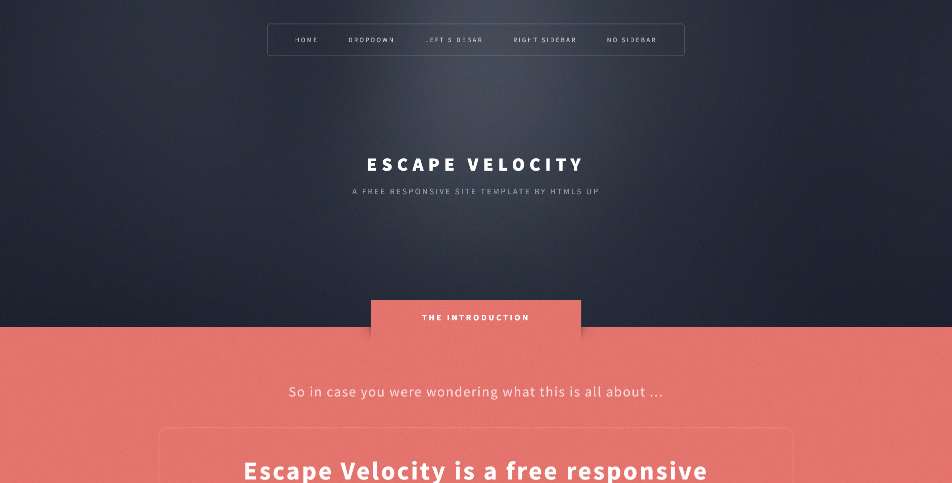 HOME DROPDOWN LEFT SIDEBAR RIGHT SIDEBAR NO SIDEBAR
ESCAPE VELOCITY
A FREE RESPONSIVE SITE TEMPLATE BY HTML5 UP
THE INTRODUCTION
So in case you were wondering what this is all about ...
Escape Velocity is a free responsive